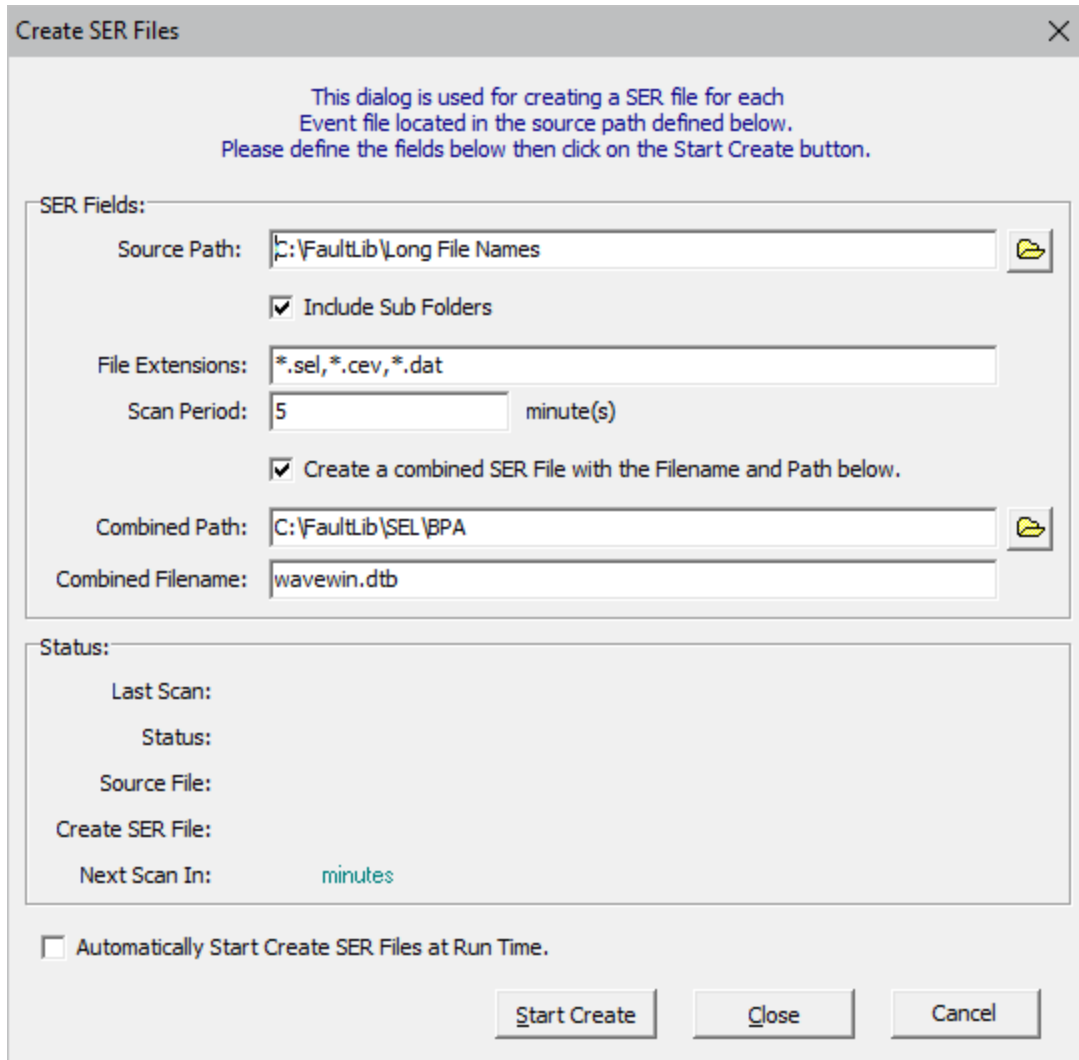 Create SER Files
This dialog is used for creating a SER file for each
Event file located in the source path defined below.
Please define the fields below then click on the Start Create button.
SER Fields:
Source Path: C:\FaultLib\Long File Names
Include Sub Folders
File Extensions: *.sel,*.cev,*.dat
Scan Period: 5 minute(s)
Create a combined SER File with the Filename and Path below.
Combined Path: C:\FaultLib\SEL\BPA
Combined Filename: wavewin.dtb
Status:
Last Scan:
Status:
Source File:
Create SER File:
Next Scan In: minutes
Automatically Start Create SER Files at Run Time.
Start Create Close Cancel